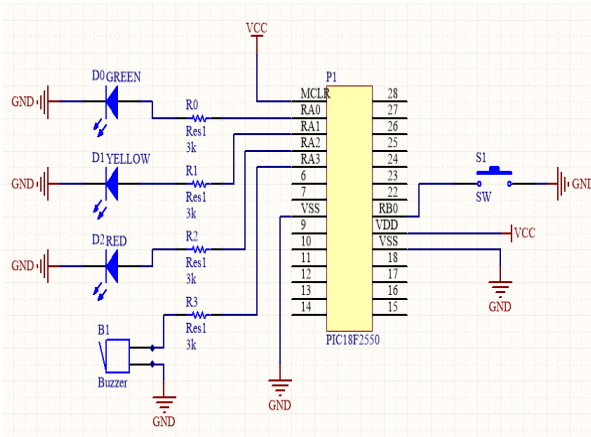 VCC
D0 GREEN
GND
R0
Res1
3k
D1 YELLOW
GND
R1
Res1
3k
D2 RED
GND
R2
Res1
3k
R3
Res1
3k
B1
Buzzer
GND
P1
MCLR
RA0
RA1
RA2
RA3
6
7
VSS
9
10
11
12
13
14
28
27
26
25
24
23
22
RB0
VDD
VSS
18
17
16
15
PIC18F2550
GND
S1
SW
GND
VCC
GND